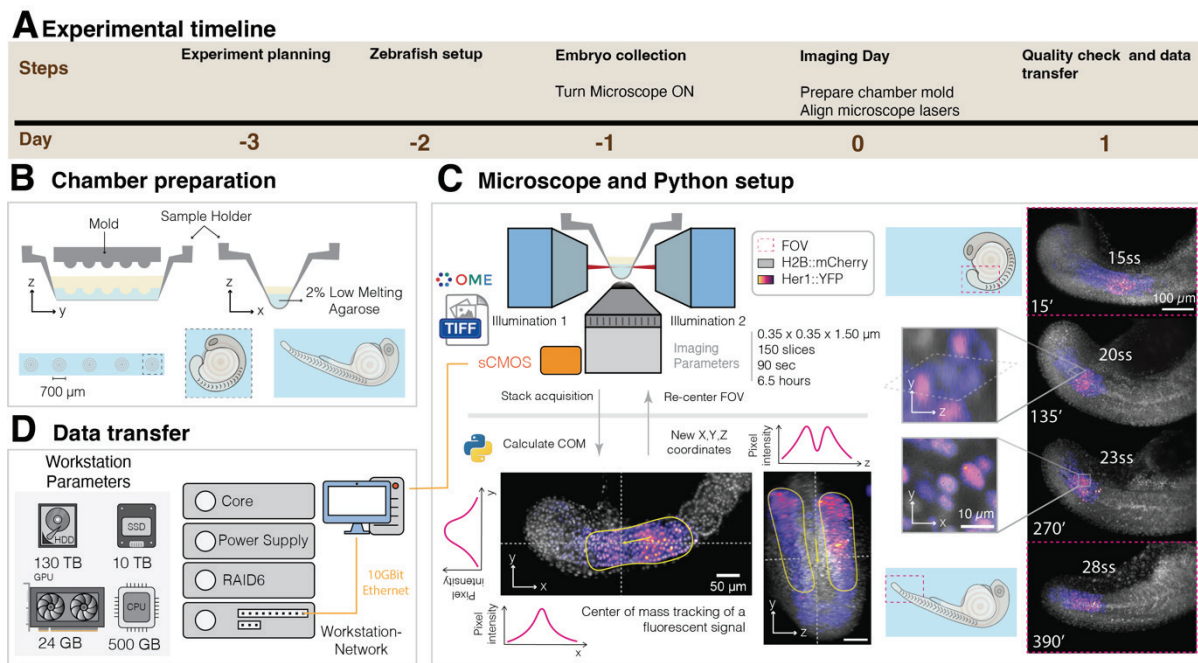 A Experimental timeline
Steps
Experiment planning
Zebrafish setup
Embryo collection
Turn Microscope ON
Imaging Day
Prepare chamber mold
Align microscope lasers
Quality check and data
transfer
Day
-3
-2
-1
0
1
B Chamber preparation
Mold
Sample Holder
z
y
z
x
2% Low Melting
Agarose
700 µm
C Microscope and Python setup
OME
TIFF
Illumination 1
Illumination 2
sCMOS
FOV
H2B::mCherry
Her1::YFP
Imaging
Parameters
0.35 x 0.35 x 1.50 µm
150 slices
90 sec
6.5 hours
Stack acquisition
Re-center FOV
Calculate COM
New X,Y,Z
coordinates
Pixel
intensity
z
y
Pixel
intensity
y
x
50 µm
Pixel
intensity
x
Center of mass tracking of a
fluorescent signal
y
z
y
z
y
x
10 µm
15ss
100 µm
15’
20ss
135’
23ss
270’
28ss
390’
D Data transfer
Workstation
Parameters
HDD
SSD
130 TB
10 TB
GPU
CPU
24 GB
500 GB
Core
Power Supply
RAID6
10GBit
Ethernet
Workstation-
Network